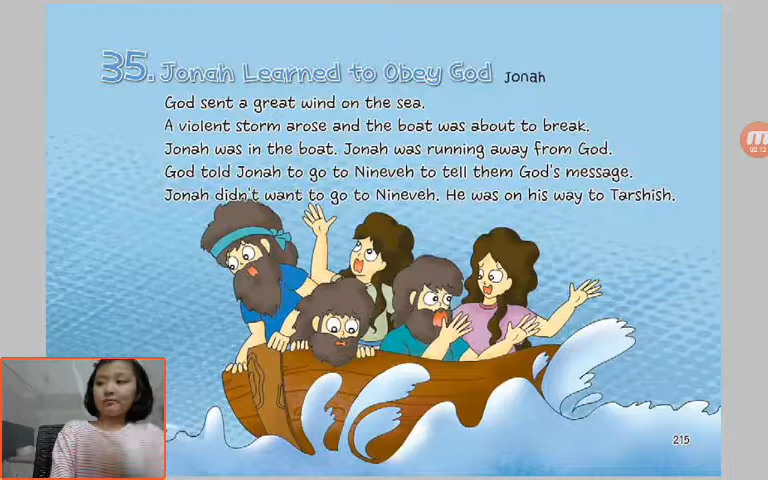 35. Jonah Learned to Obey God Jonah
God sent a great wind on the sea.
A violent storm arose and the boat was about to break.
Jonah was in the boat. Jonah was running away from God.
God told Jonah to go to Nineveh to tell them God's message.
Jonah didn't want to go to Nineveh. He was on his way to Tarshish.
M
02:12
215